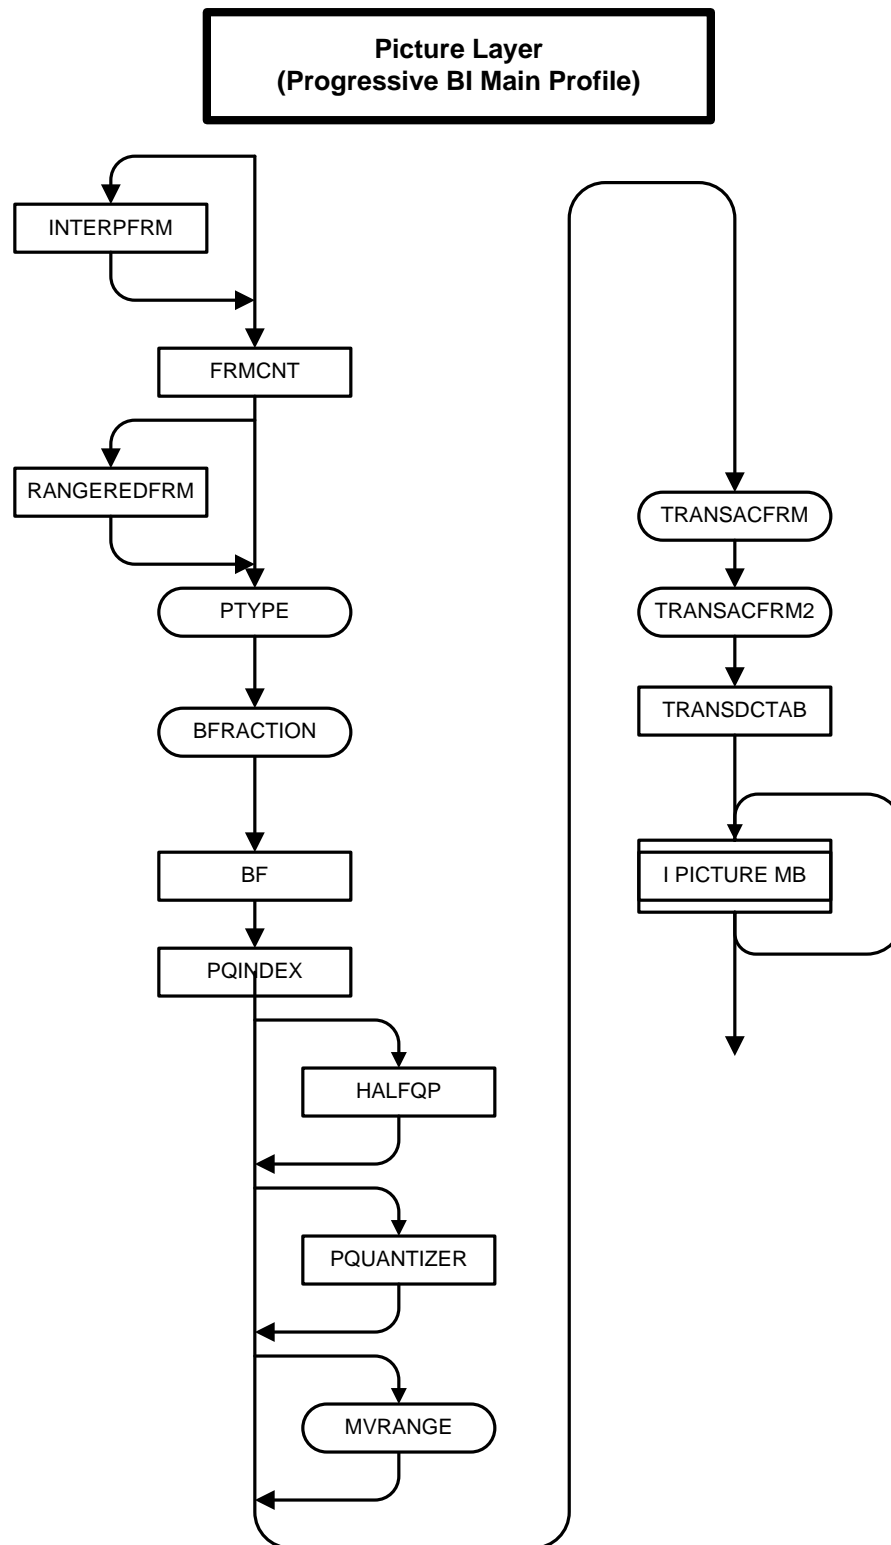 Picture Layer
(Progressive BI Main Profile)
INTERPFRM
FRMCNT
RANGEREDFRM
PTYPE
BFRACTION
BF
PQINDEX
HALFQP
PQUANTIZER
MVRANGE
TRANSACFRM
TRANSACFRM2
TRANSDCTAB
I PICTURE MB